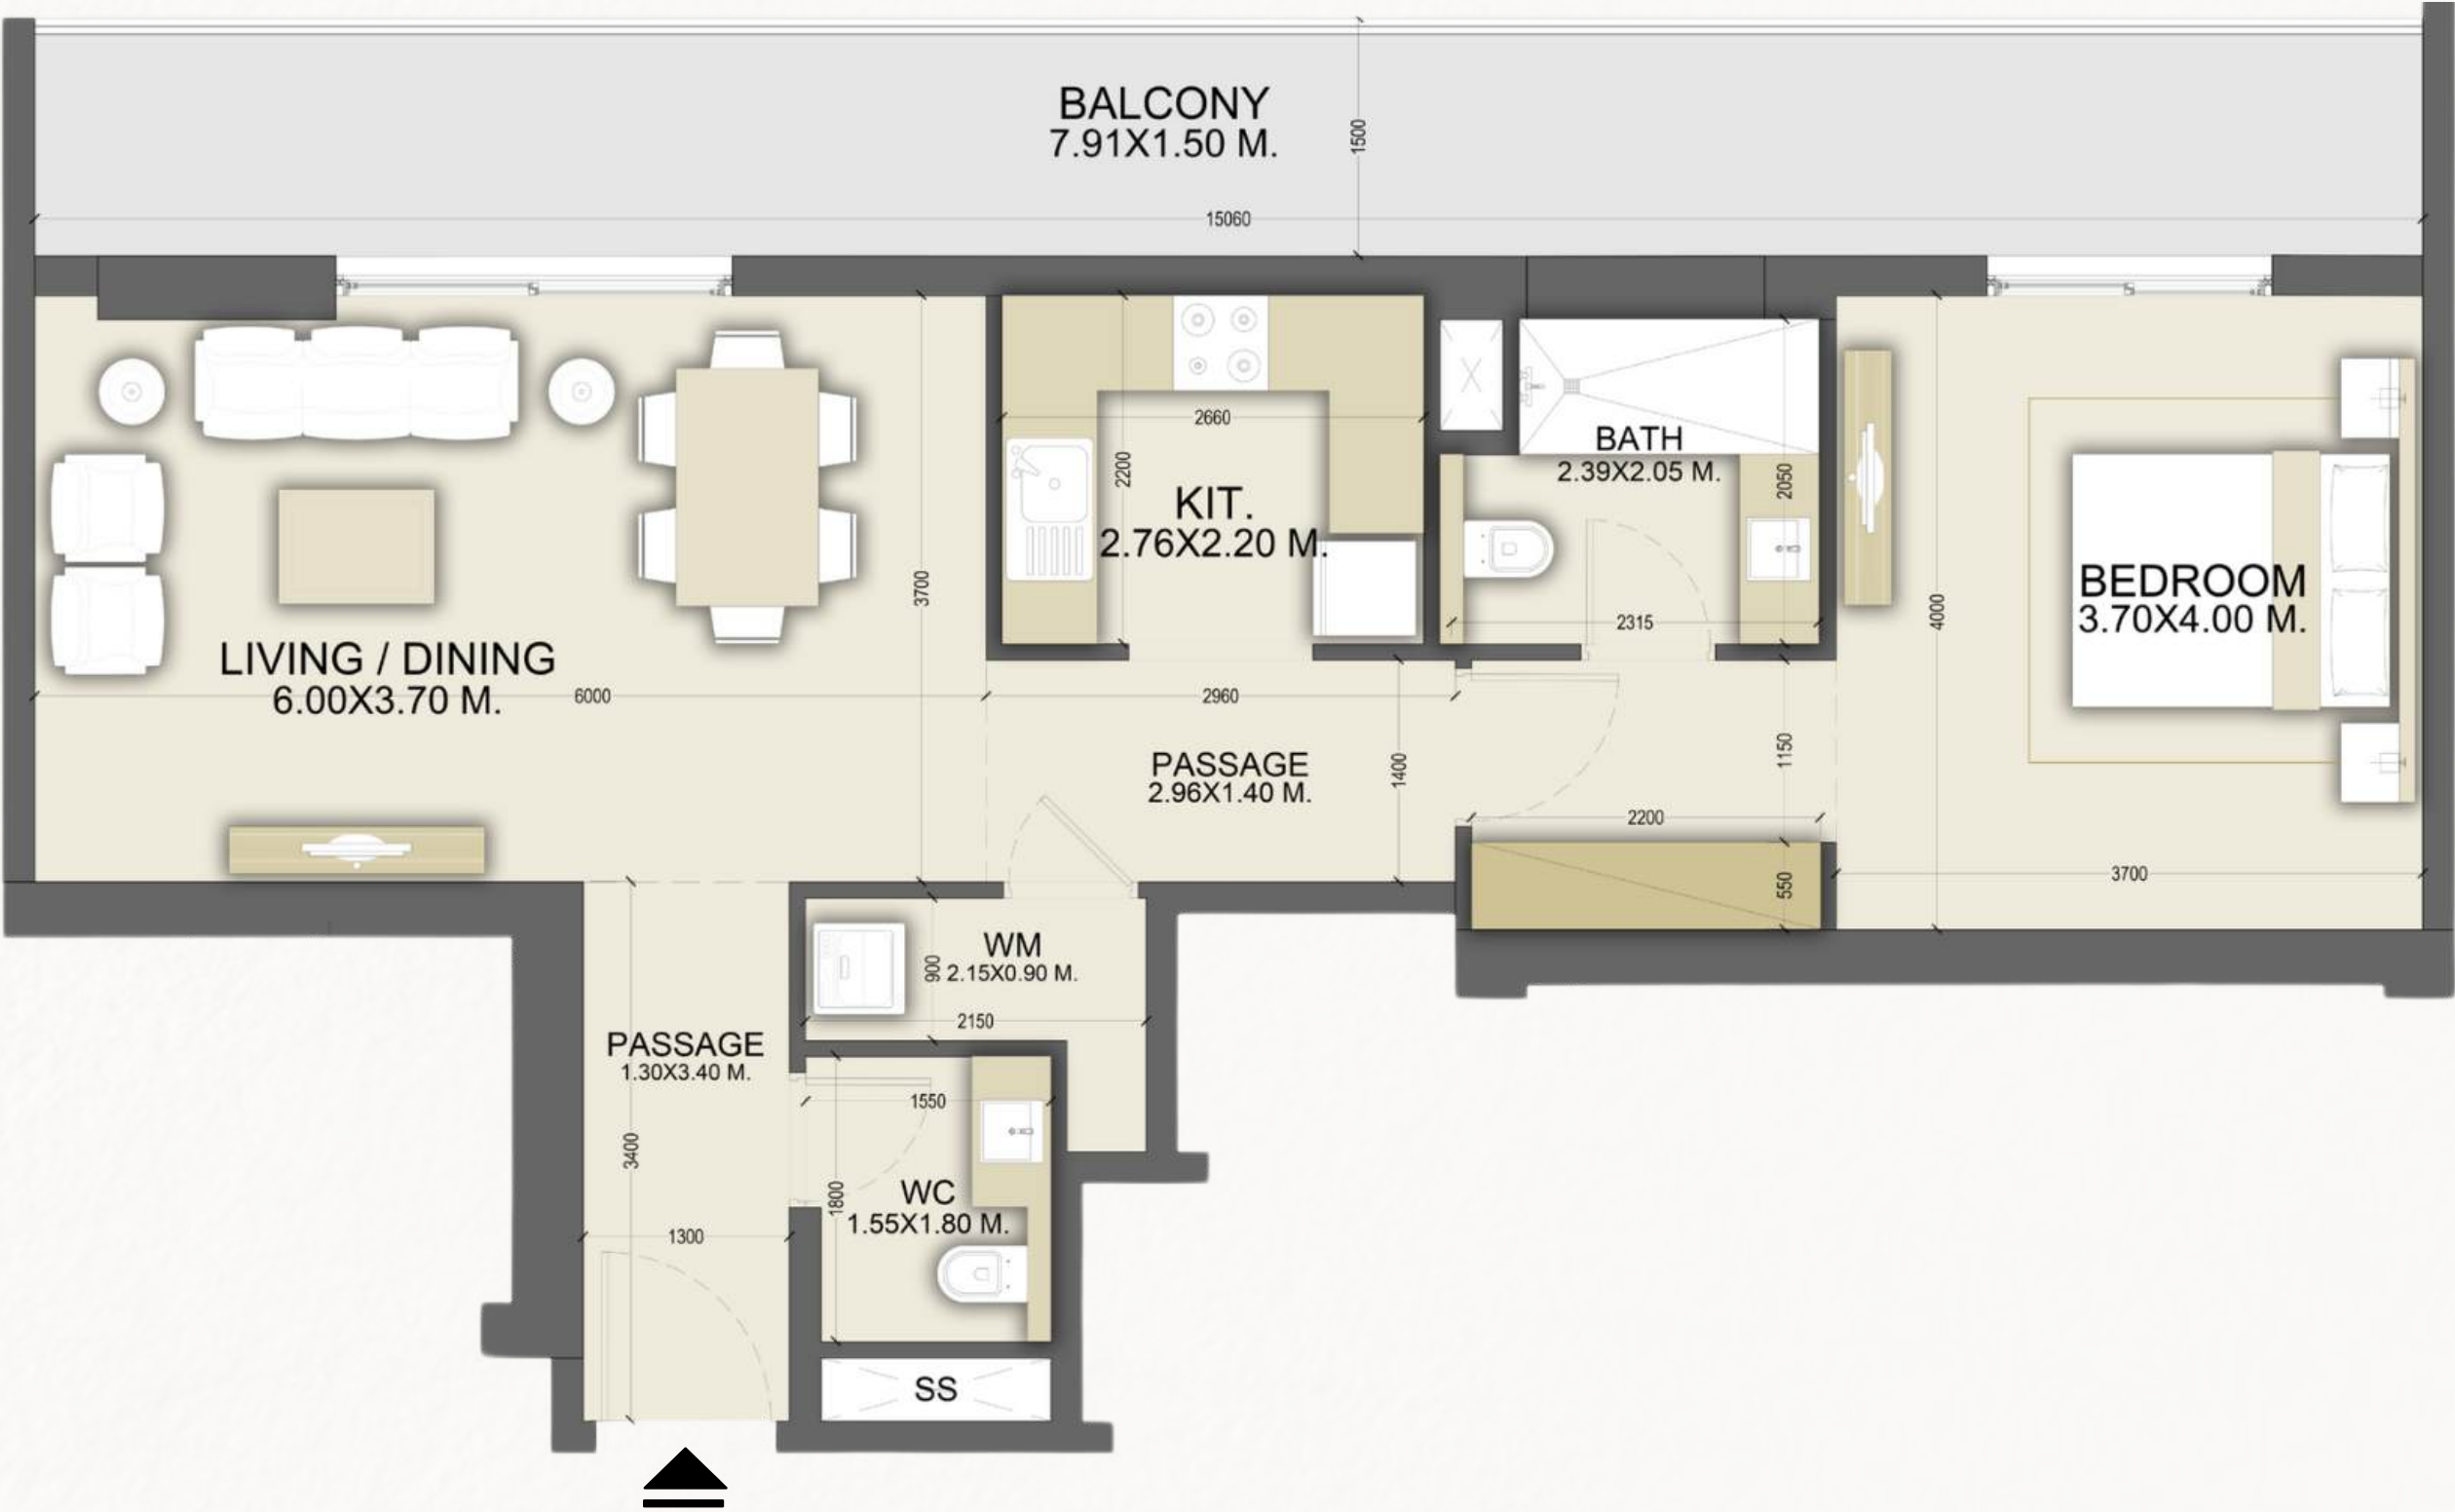 BALCONY
7.91X1.50 M.
1500
15060
2660
2200
KIT.
2.76X2.20 M.
BATH
2.39X2.05 M.
2050
2315
3700
4000
BEDROOM
3.70X4.00 M.
LIVING / DINING
6.00X3.70 M.
6000
2960
PASSAGE
2.96X1.40 M.
1400
1150
2200
550
3700
WM
2.15X0.90 M.
900
2150
PASSAGE
1.30X3.40 M.
3400
1300
1550
1800
WC
1.55X1.80 M.
SS